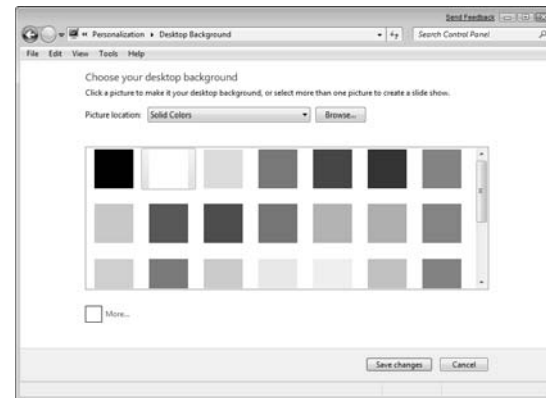 Send Feedback
« Personalization ▸ Desktop Background
Search Control Panel
File Edit View Tools Help
Choose your desktop background
Click a picture to make it your desktop background, or select more than one picture to create a slide show.
Picture location: Solid Colors Browse...
More...
Save changes Cancel